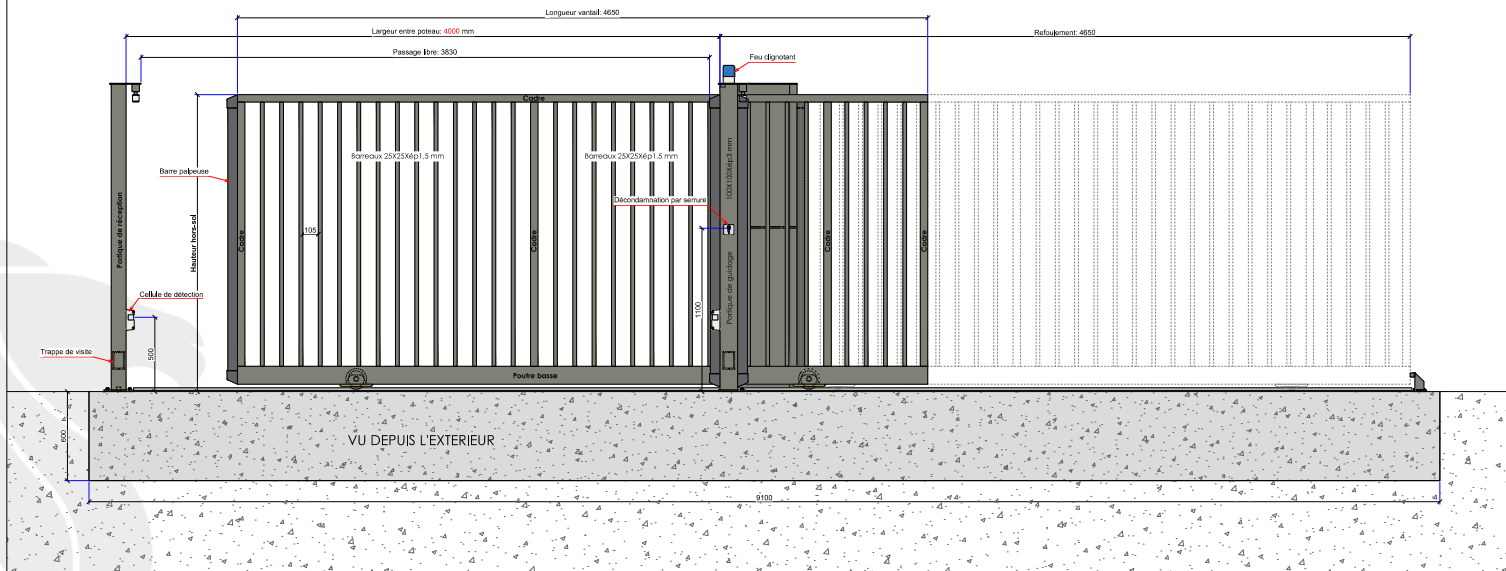 Longueur vantail: 4650
Largeur entre poteau: 4000 mm
Refoulement: 4650
Passage libre: 3830
Feu clignotant
Cadre
Barreaux 25X25Xép1,5 mm
Barreaux 25X25Xép1,5 mm
100X100Xép3 mm
Barre palpeuse
Décondamnation par serrure
Portique de réception
Hauteur hors-sol
105
Cadre
Cadre
Cadre
Cadre
Portique de guidage
Cellule de détection
1100
500
Trappe de visite
Poutre basse
600
VU DEPUIS L'EXTERIEUR
9100